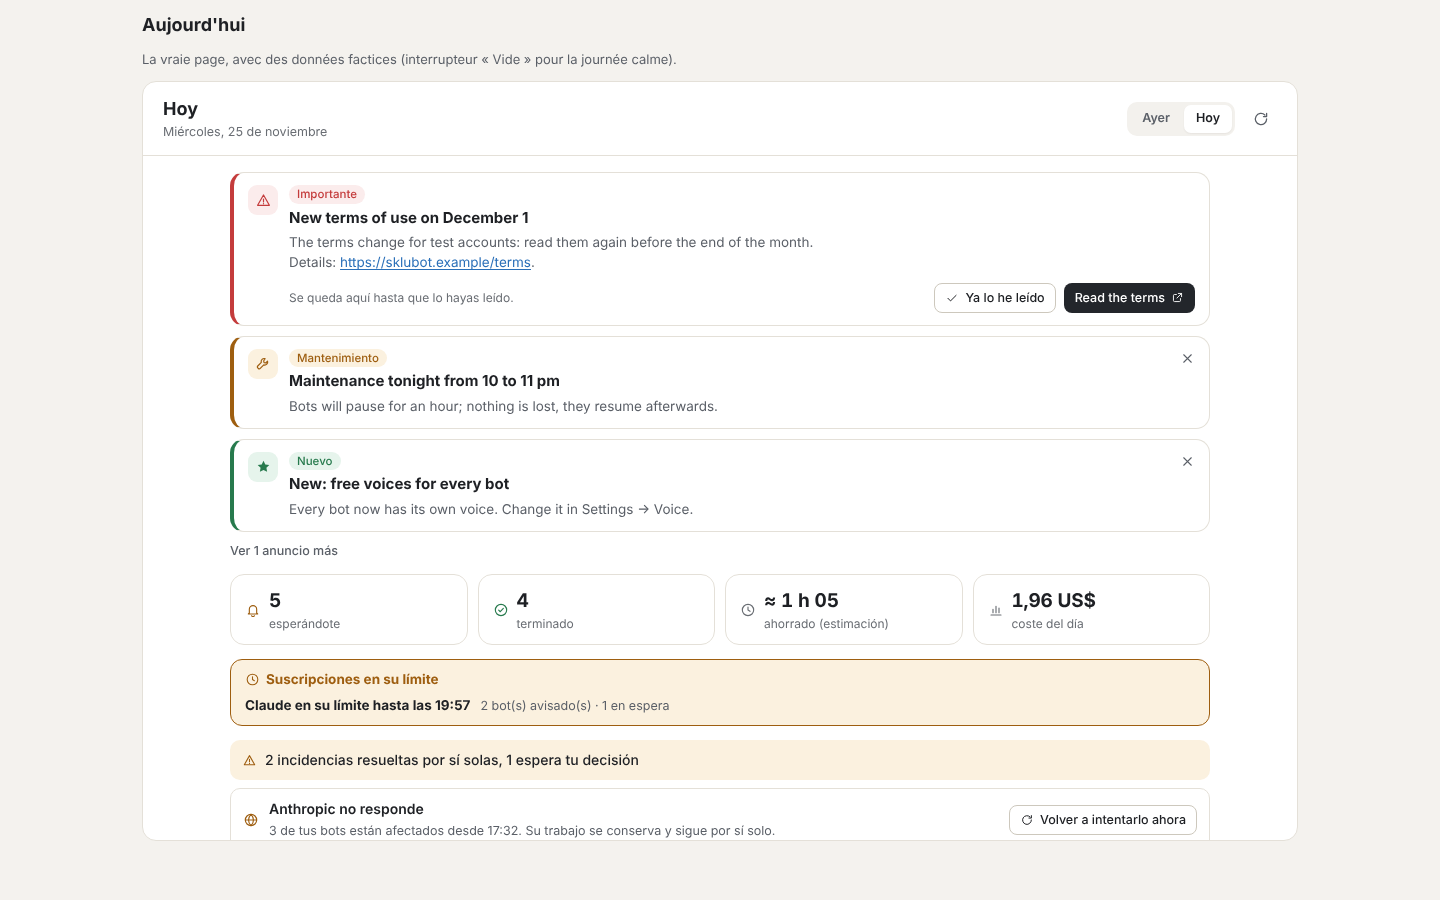 Aujourd'hui
La vraie page, avec des données factices (interrupteur « Vide » pour la journée calme).
Hoy
Miércoles, 25 de noviembre
Ayer
Hoy
Importante
New terms of use on December 1
The terms change for test accounts: read them again before the end of the month.
Details: https://sklubot.example/terms.
Se queda aquí hasta que lo hayas leído.
Ya lo he leído
Read the terms
Mantenimiento
Maintenance tonight from 10 to 11 pm
Bots will pause for an hour; nothing is lost, they resume afterwards.
Nuevo
New: free voices for every bot
Every bot now has its own voice. Change it in Settings → Voice.
Ver 1 anuncio más
5
esperándote
4
terminado
≈ 1 h 05
ahorrado (estimación)
1,96 US$
coste del día
Suscripciones en su límite
Claude en su límite hasta las 19:57 2 bot(s) avisado(s) · 1 en espera
2 incidencias resueltas por sí solas, 1 espera tu decisión
Anthropic no responde
3 de tus bots están afectados desde 17:32. Su trabajo se conserva y sigue por sí solo.
Volver a intentarlo ahora